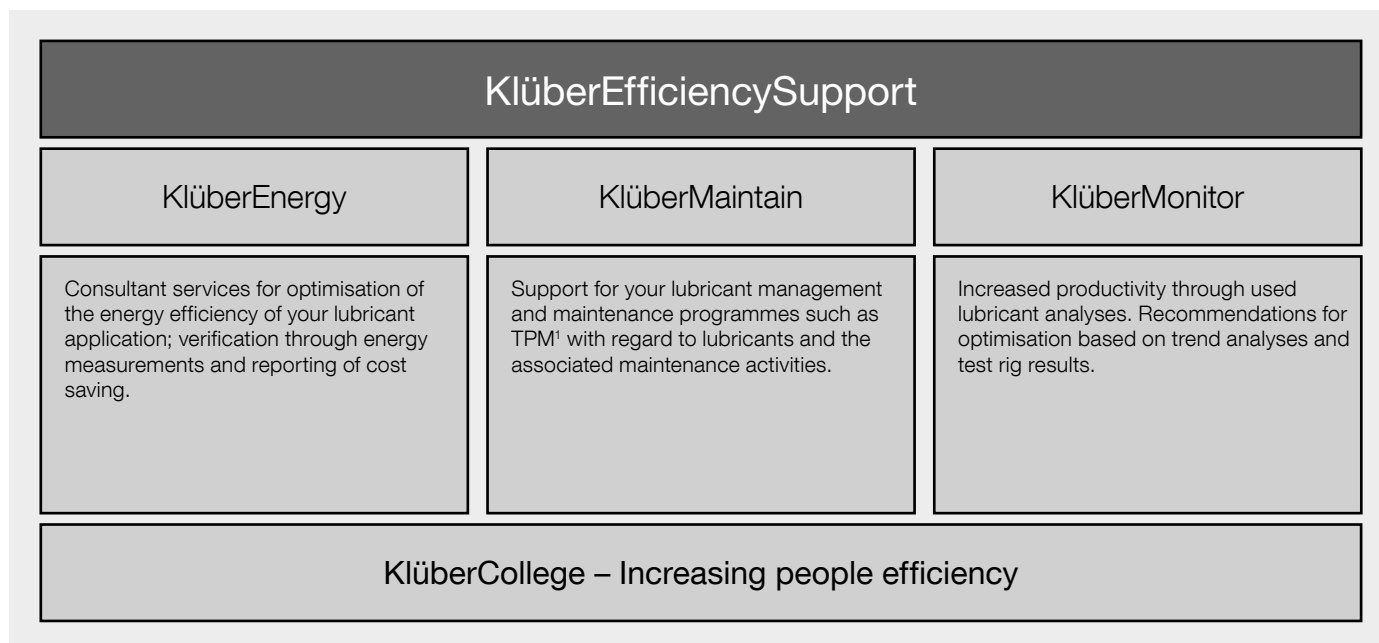 KlüberEfficiencySupport
KlüberEnergy
KlüberMaintain
KlüberMonitor
Consultant services for optimisation of
the energy efficiency of your lubricant
application; verification through energy
measurements and reporting of cost
saving.
Support for your lubricant management
and maintenance programmes such as
TPM¹ with regard to lubricants and the
associated maintenance activities.
Increased productivity through used
lubricant analyses. Recommendations for
optimisation based on trend analyses and
test rig results.
KlüberCollege – Increasing people efficiency